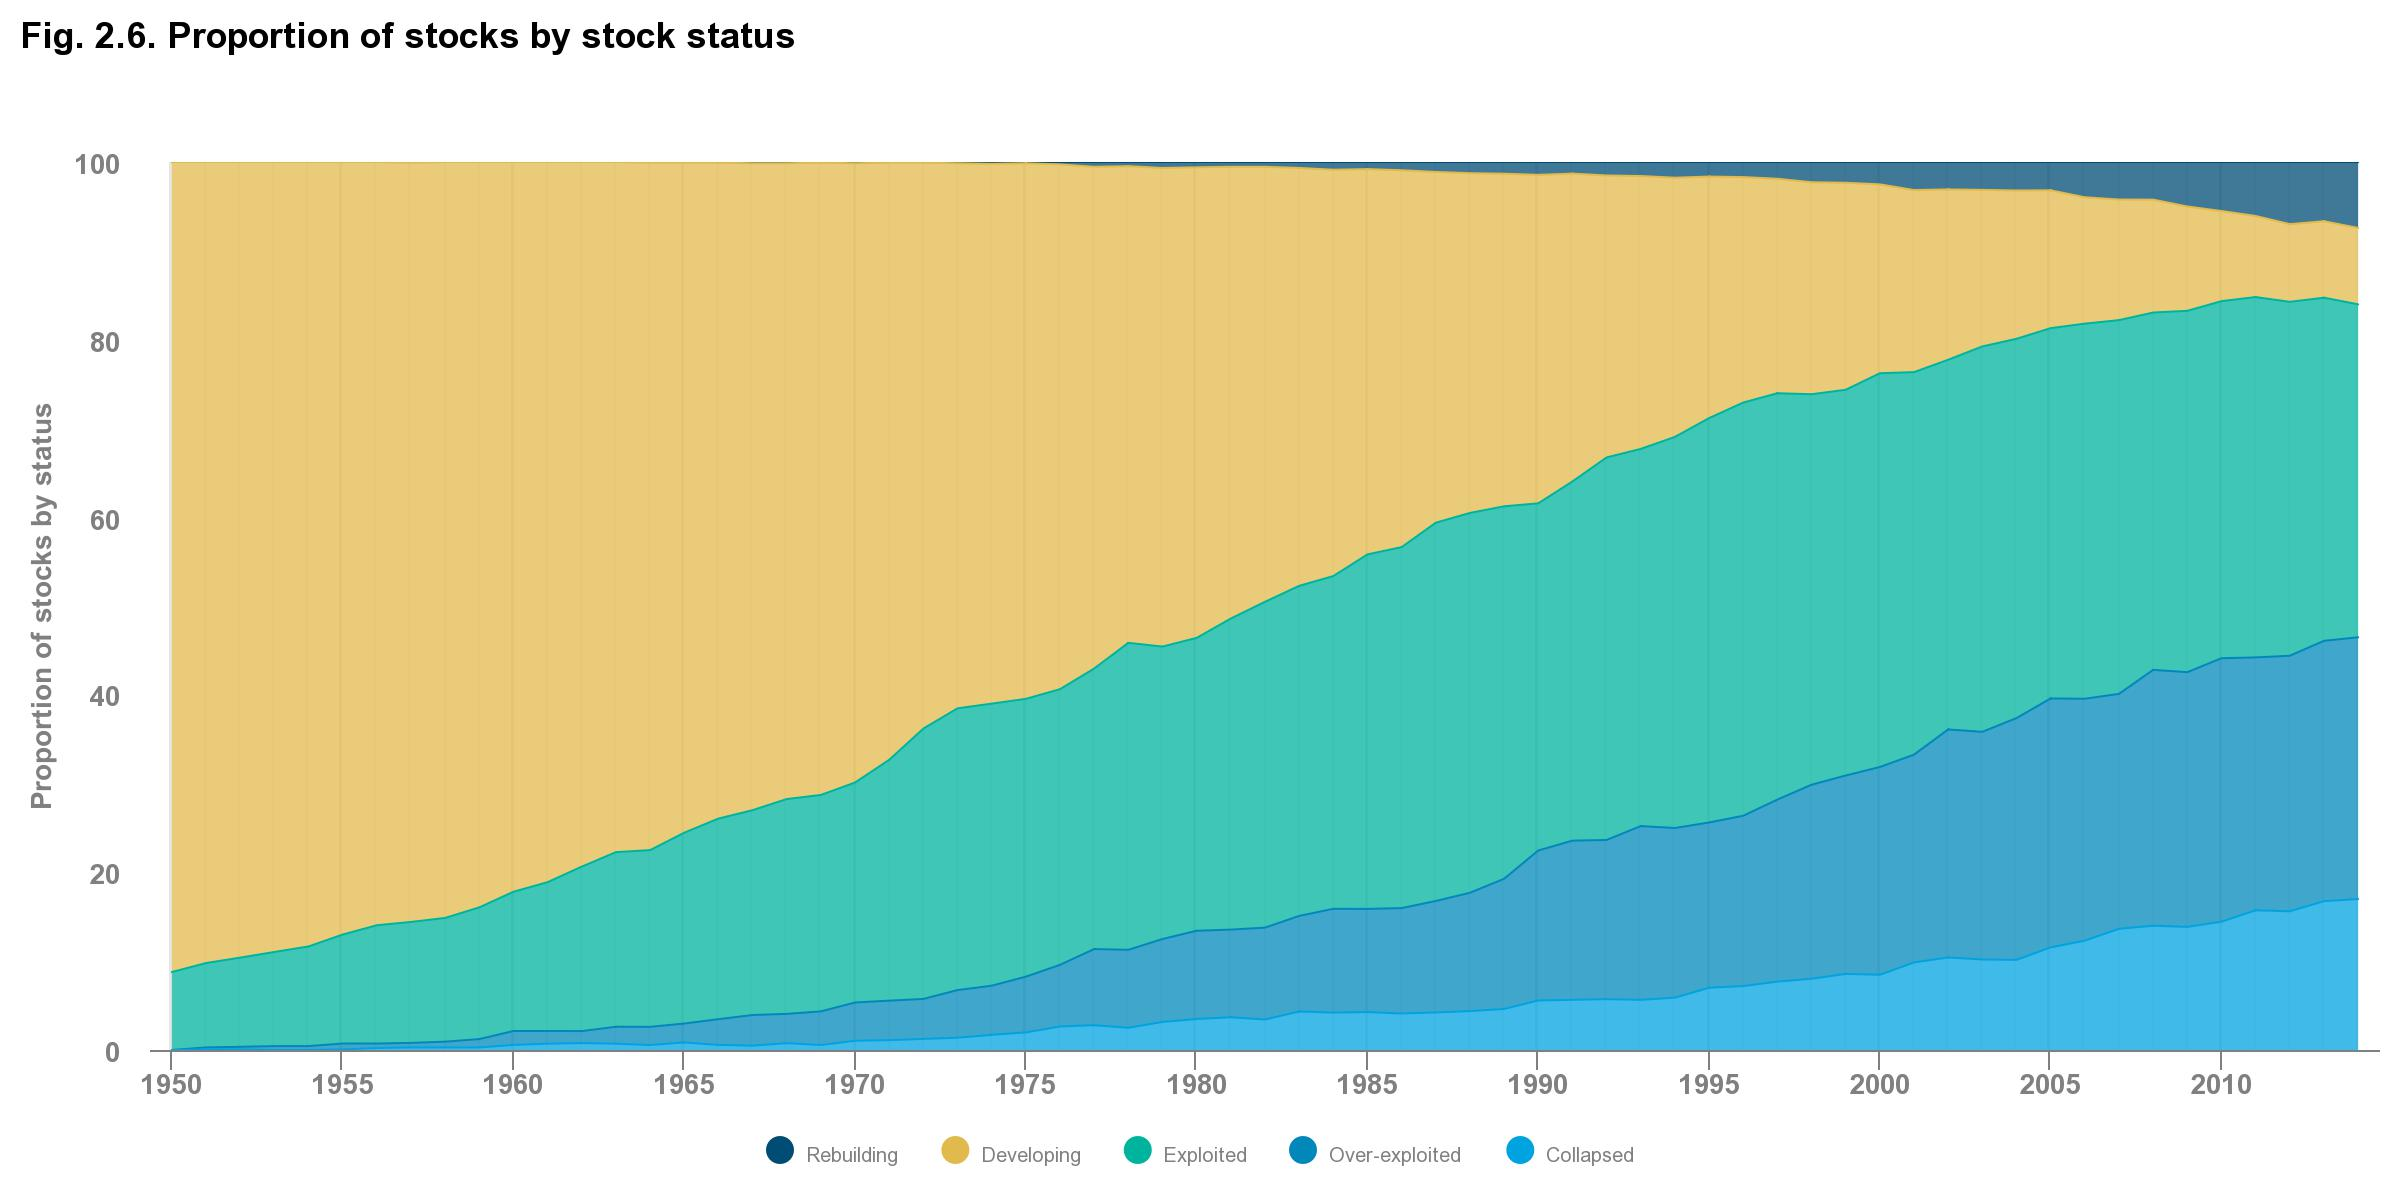 Fig. 2.6. Proportion of stocks by stock status
Proportion of stocks by status
100
80
60
40
20
0
1950 1955 1960 1965 1970 1975 1980 1985 1990 1995 2000 2005 2010
Rebuilding Developing Exploited Over-exploited Collapsed